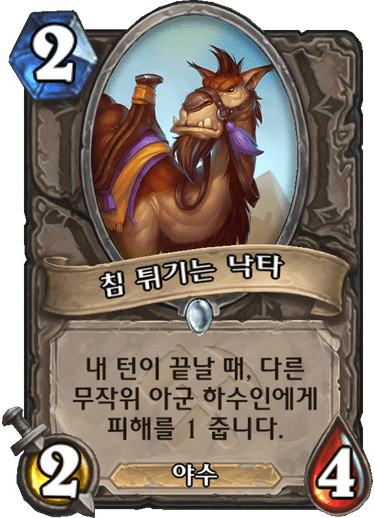 2
침 튀기는 낙타
내 턴이 끝날 때, 다른
무작위 아군 하수인에게
피해를 1 줍니다.
2
야수
4